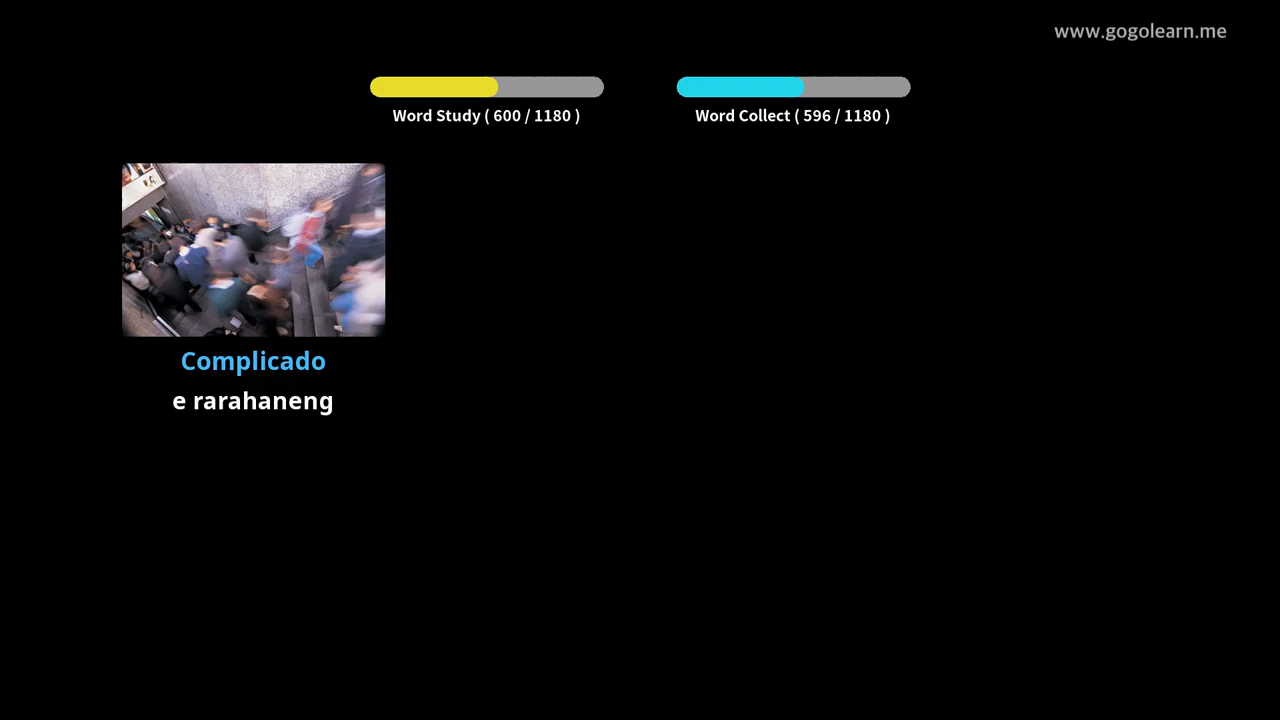 www.gogolearn.me
Word Study ( 600 / 1180 )
Word Collect ( 596 / 1180 )
Complicado
e rarahaneng